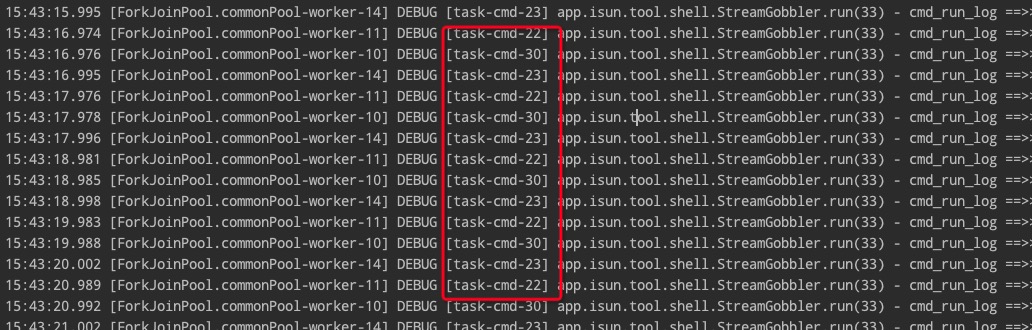 15:43:15.995 [ForkJoinPool.commonPool-worker-14] DEBUG [task-cmd-23] app.isun.tool.shell.StreamGobbler.run(33) - cmd_run_log ==>
15:43:16.974 [ForkJoinPool.commonPool-worker-11] DEBUG [task-cmd-22] app.isun.tool.shell.StreamGobbler.run(33) - cmd_run_log ==>
15:43:16.976 [ForkJoinPool.commonPool-worker-10] DEBUG [task-cmd-30] app.isun.tool.shell.StreamGobbler.run(33) - cmd_run_log ==>
15:43:16.995 [ForkJoinPool.commonPool-worker-14] DEBUG [task-cmd-23] app.isun.tool.shell.StreamGobbler.run(33) - cmd_run_log ==>
15:43:17.976 [ForkJoinPool.commonPool-worker-11] DEBUG [task-cmd-22] app.isun.tool.shell.StreamGobbler.run(33) - cmd_run_log ==>
15:43:17.978 [ForkJoinPool.commonPool-worker-10] DEBUG [task-cmd-30] app.isun.tool.shell.StreamGobbler.run(33) - cmd_run_log ==>
15:43:17.996 [ForkJoinPool.commonPool-worker-14] DEBUG [task-cmd-23] app.isun.tool.shell.StreamGobbler.run(33) - cmd_run_log ==>
15:43:18.981 [ForkJoinPool.commonPool-worker-11] DEBUG [task-cmd-22] app.isun.tool.shell.StreamGobbler.run(33) - cmd_run_log ==>
15:43:18.985 [ForkJoinPool.commonPool-worker-10] DEBUG [task-cmd-30] app.isun.tool.shell.StreamGobbler.run(33) - cmd_run_log ==>
15:43:18.998 [ForkJoinPool.commonPool-worker-14] DEBUG [task-cmd-23] app.isun.tool.shell.StreamGobbler.run(33) - cmd_run_log ==>
15:43:19.983 [ForkJoinPool.commonPool-worker-11] DEBUG [task-cmd-22] app.isun.tool.shell.StreamGobbler.run(33) - cmd_run_log ==>
15:43:19.988 [ForkJoinPool.commonPool-worker-10] DEBUG [task-cmd-30] app.isun.tool.shell.StreamGobbler.run(33) - cmd_run_log ==>
15:43:20.002 [ForkJoinPool.commonPool-worker-14] DEBUG [task-cmd-23] app.isun.tool.shell.StreamGobbler.run(33) - cmd_run_log ==>
15:43:20.989 [ForkJoinPool.commonPool-worker-11] DEBUG [task-cmd-22] app.isun.tool.shell.StreamGobbler.run(33) - cmd_run_log ==>
15:43:20.992 [ForkJoinPool.commonPool-worker-10] DEBUG [task-cmd-30] app.isun.tool.shell.StreamGobbler.run(33) - cmd_run_log ==>
15:43:21.002 [ForkJoinPool.commonPool-worker-14] DEBUG [task-cmd-23] app.isun.tool.shell.StreamGobbler.run(33) - cmd_run_log ==>